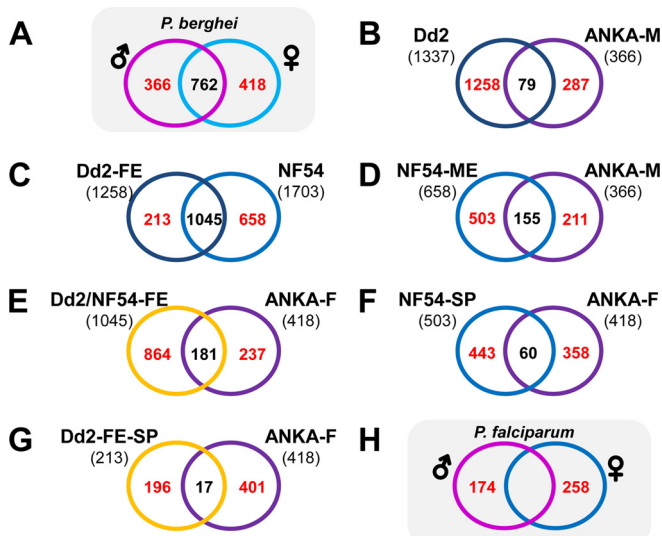 A
P. berghei
♂
♀
366 762 418
B
Dd2
(1337)
ANKA-M
(366)
1258 79 287
C
Dd2-FE
(1258)
NF54
(1703)
213 1045 658
D
NF54-ME
(658)
ANKA-M
(366)
503 155 211
E
Dd2/NF54-FE
(1045)
ANKA-F
(418)
864 181 237
F
NF54-SP
(503)
ANKA-F
(418)
443 60 358
G
Dd2-FE-SP
(213)
ANKA-F
(418)
196 17 401
H
P. falciparum
♂
♀
174 258